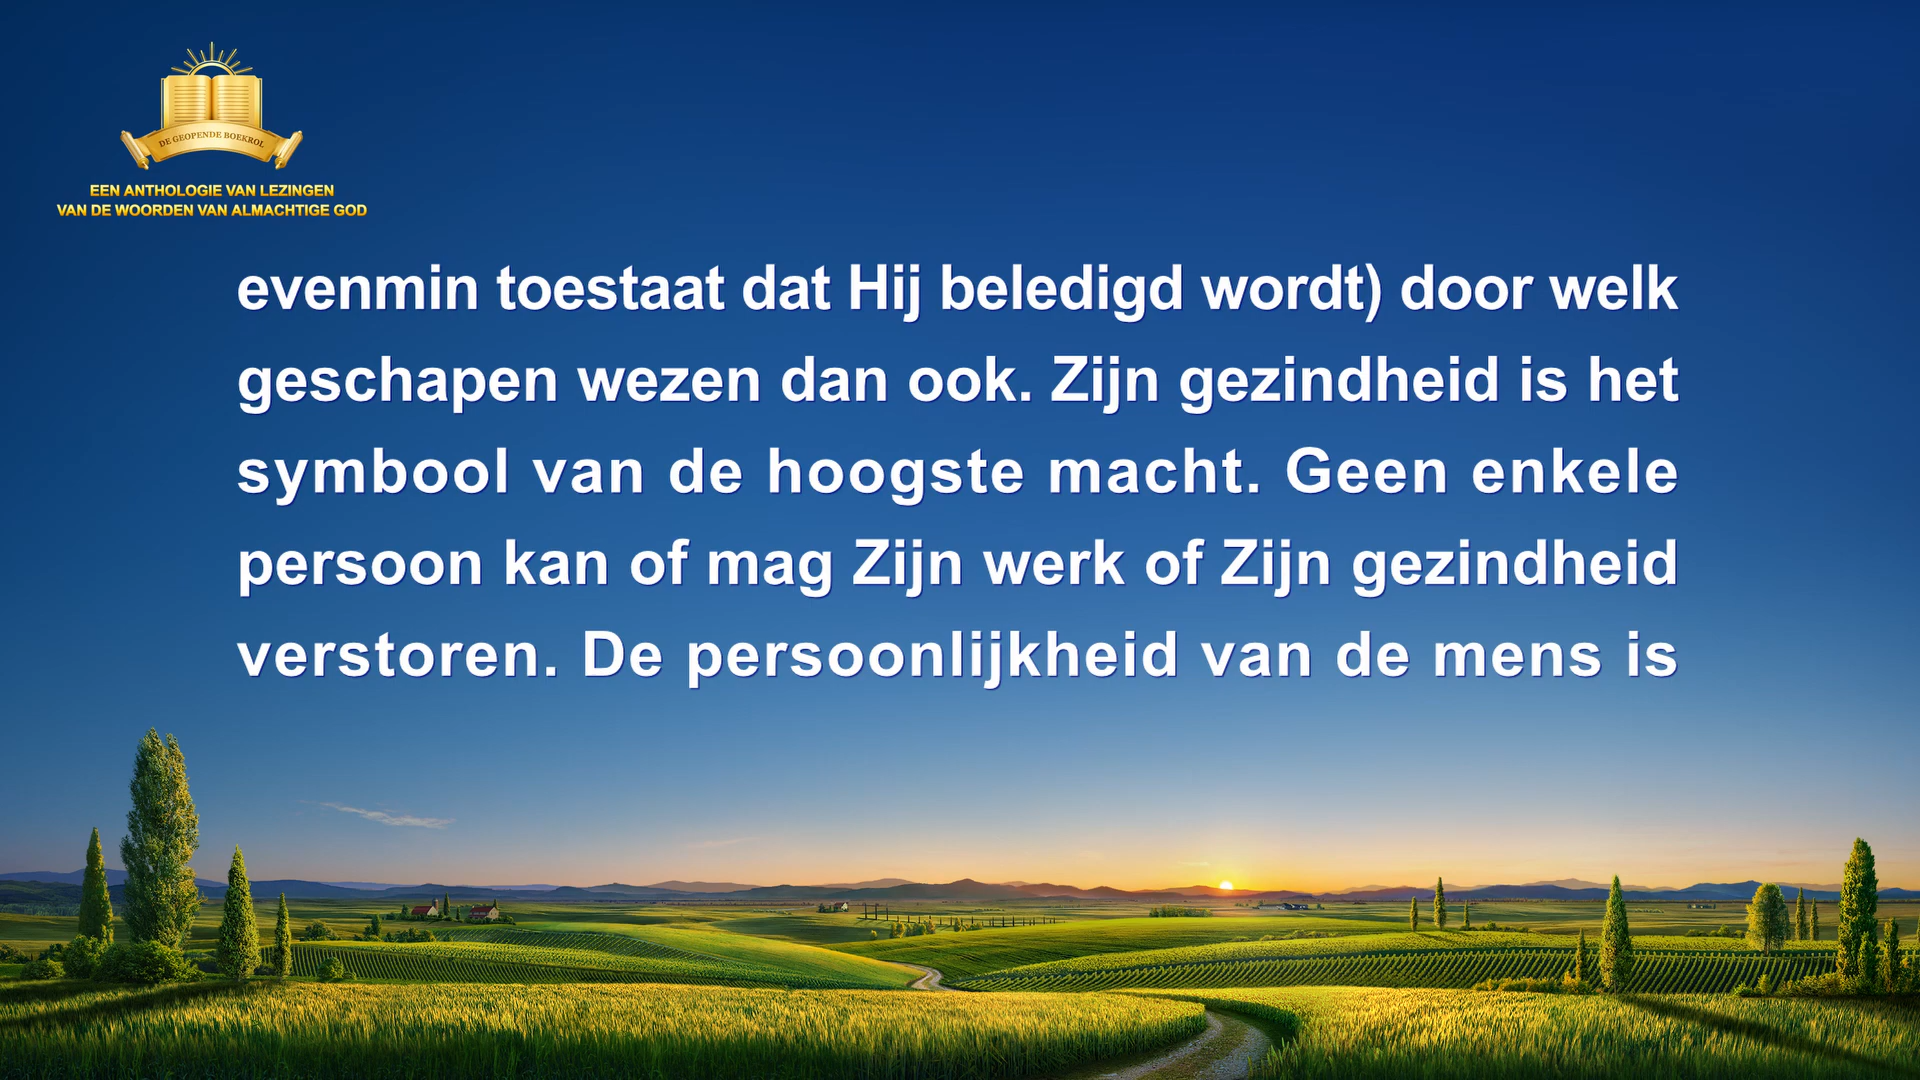 DE GEOPENDE BOEKROL
EEN ANTHOLOGIE VAN LEZINGEN
VAN DE WOORDEN VAN ALMACHTIGE GOD
evenmin toestaat dat Hij beledigd wordt) door welk
geschapen wezen dan ook. Zijn gezindheid is het
symbool van de hoogste macht. Geen enkele
persoon kan of mag Zijn werk of Zijn gezindheid
verstoren. De persoonlijkheid van de mens is